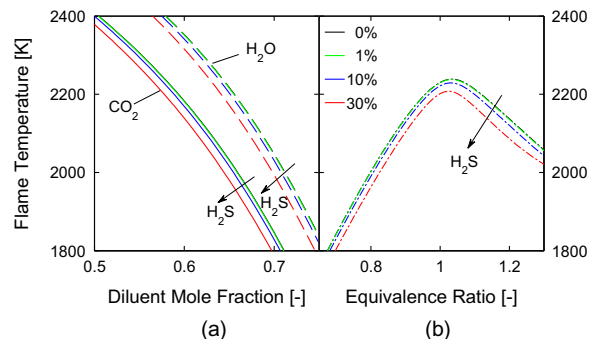 2400
2200
2000
1800
Flame Temperature [K]
H2O
CO2
H2S
H2S
0.5
0.6
0.7
Diluent Mole Fraction [-]
(a)
0%
1%
10%
30%
H2S
2400
2200
2000
1800
0.8
1
1.2
Equivalence Ratio [-]
(b)